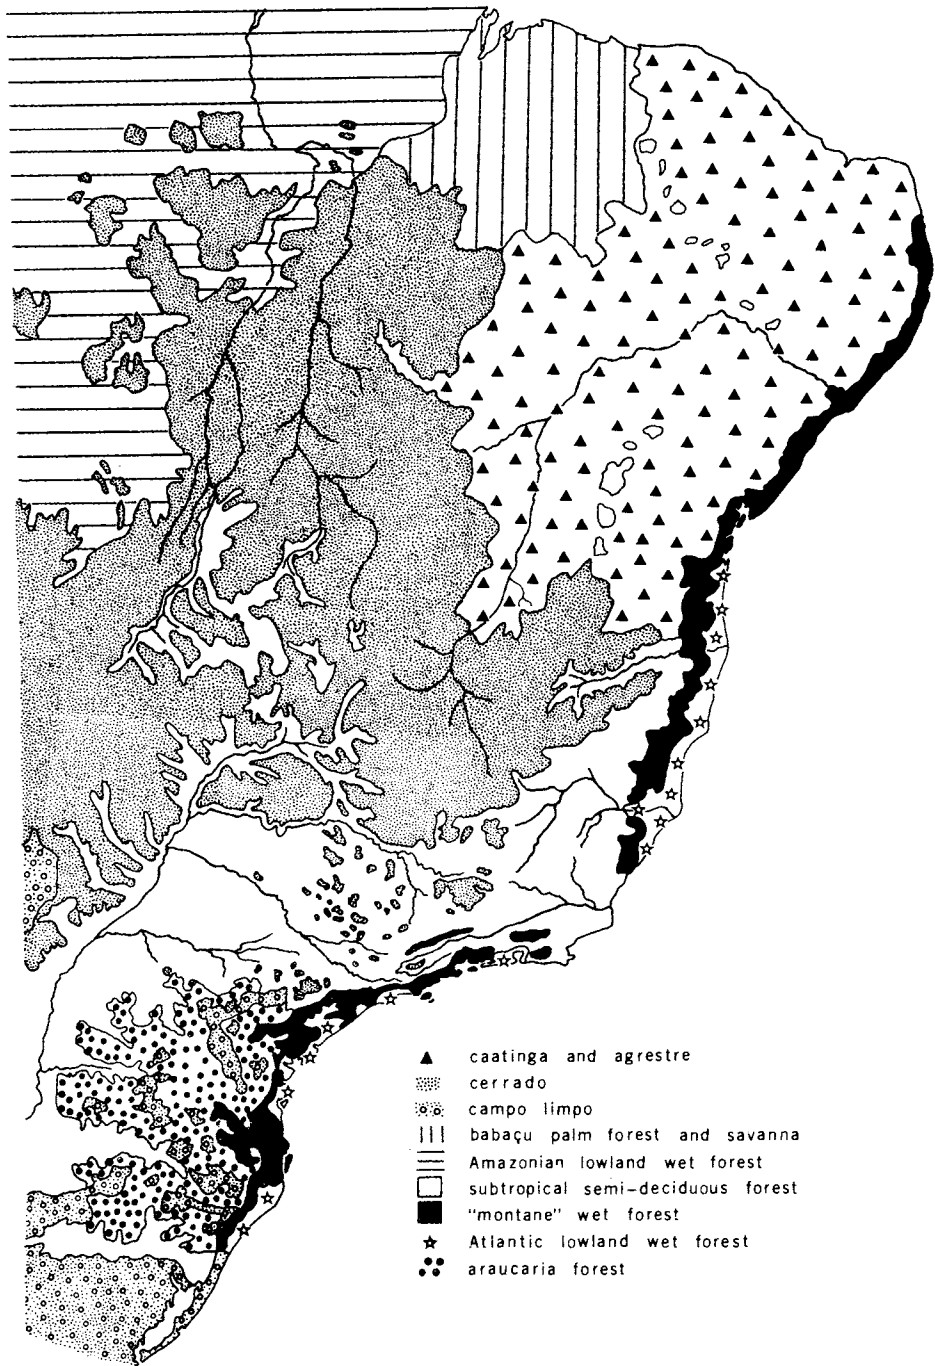 caatinga and agrestre
cerrado
campo limpo
babaçu palm forest and savanna
Amazonian lowland wet forest
subtropical semi-deciduous forest
"montane" wet forest
Atlantic lowland wet forest
araucaria forest